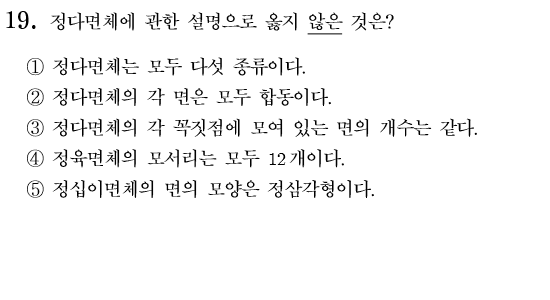 19. 정다면체에 관한 설명으로 옳지 않은 것은?
① 정다면체는 모두 다섯 종류이다.
② 정다면체의 각 면은 모두 합동이다.
③ 정다면체의 각 꼭짓점에 모여 있는 면의 개수는 같다.
④ 정육면체의 모서리는 모두 12개이다.
⑤ 정십이면체의 면의 모양은 정삼각형이다.